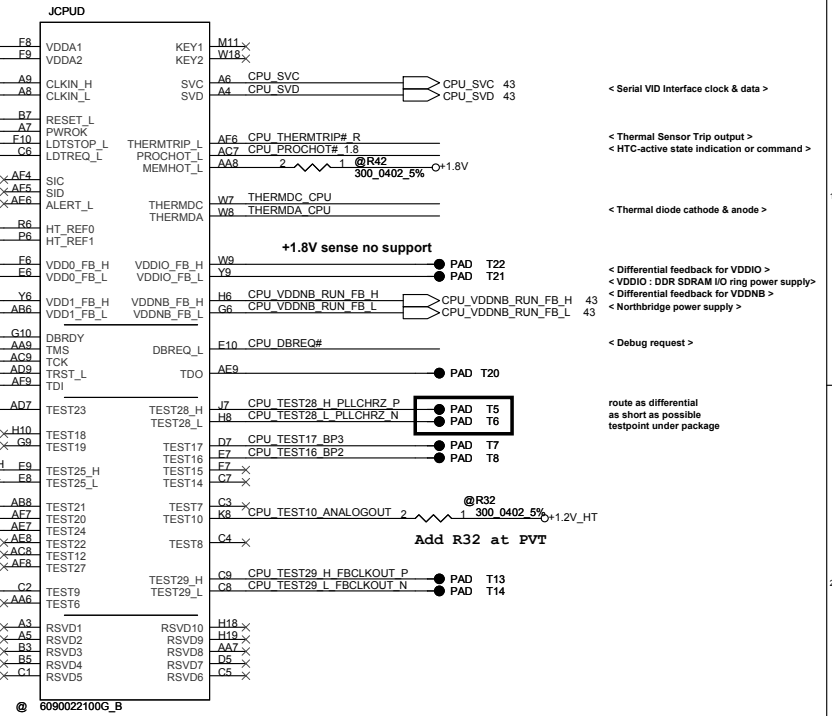 JCPUD
F8 VDDA1 KEY1 M11
F9 VDDA2 KEY2 W18
A9 CLKIN_H SVC A6 CPU_SVC CPU_SVC 43
A8 CLKIN_L SVD A4 CPU_SVD CPU_SVD 43
< Serial VID Interface clock & data >
B7 RESET_L
A7 PWROK
F10 LDTSTOP_L THERMTRIP_L AF6 CPU_THERMTRIP#_R < Thermal Sensor Trip output >
C6 LDTREQ_L PROCHOT_L AC7 CPU_PROCHOT#_1.8 < HTC-active state indication or command >
MEMHOT_L AA8 2 1 @R42 +1.8V
300_0402_5%
AF4 SIC
AF5 SID
AE6 ALERT_L THERMDC W7 THERMDC_CPU
THERMDA W8 THERMDA_CPU < Thermal diode cathode & anode >
R6 HT_REF0
P6 HT_REF1
+1.8V sense no support
F6 VDD0_FB_H VDDIO_FB_H W9 PAD T22
E6 VDD0_FB_L VDDIO_FB_L Y9 PAD T21
< Differential feedback for VDDIO >
< VDDIO : DDR SDRAM I/O ring power supply>
Y6 VDD1_FB_H VDDNB_FB_H H6 CPU_VDDNB_RUN_FB_H CPU_VDDNB_RUN_FB_H 43 < Differential feedback for VDDNB >
AB6 VDD1_FB_L VDDNB_FB_L G6 CPU_VDDNB_RUN_FB_L CPU_VDDNB_RUN_FB_L 43 < Northbridge power supply >
G10 DBRDY
AA9 TMS DBREQ_L E10 CPU_DBREQ# < Debug request >
AC9 TCK
AD9 TRST_L TDO AE9 PAD T20
AF9 TDI
AD7 TEST23 TEST28_H J7 CPU_TEST28_H_PLLCHRZ_P PAD T5
TEST28_L H8 CPU_TEST28_L_PLLCHRZ_N PAD T6
route as differential
as short as possible
testpoint under package
H10 TEST18
G9 TEST19 TEST17 D7 CPU_TEST17_BP3 PAD T7
TEST16 E7 CPU_TEST16_BP2 PAD T8
E9 TEST25_H TEST15 F7
E8 TEST25_L TEST14 C7
AB8 TEST21 TEST7 C3
AF7 TEST20 TEST10 K8 CPU_TEST10_ANALOGOUT 2 1 @R32
300_0402_5% +1.2V_HT
AE7 TEST24
AE8 TEST22 TEST8 C4 Add R32 at PVT
AC8 TEST12
AF8 TEST27
TEST29_H C9 CPU_TEST29_H_FBCLKOUT_P PAD T13
C2 TEST9 TEST29_L C8 CPU_TEST29_L_FBCLKOUT_N PAD T14
AA6 TEST6
A3 RSVD1 RSVD10 H18
A5 RSVD2 RSVD9 H19
B3 RSVD3 RSVD8 AA7
B5 RSVD4 RSVD7 D5
C1 RSVD5 RSVD6 C5
@ 6090022100G_B
1
2